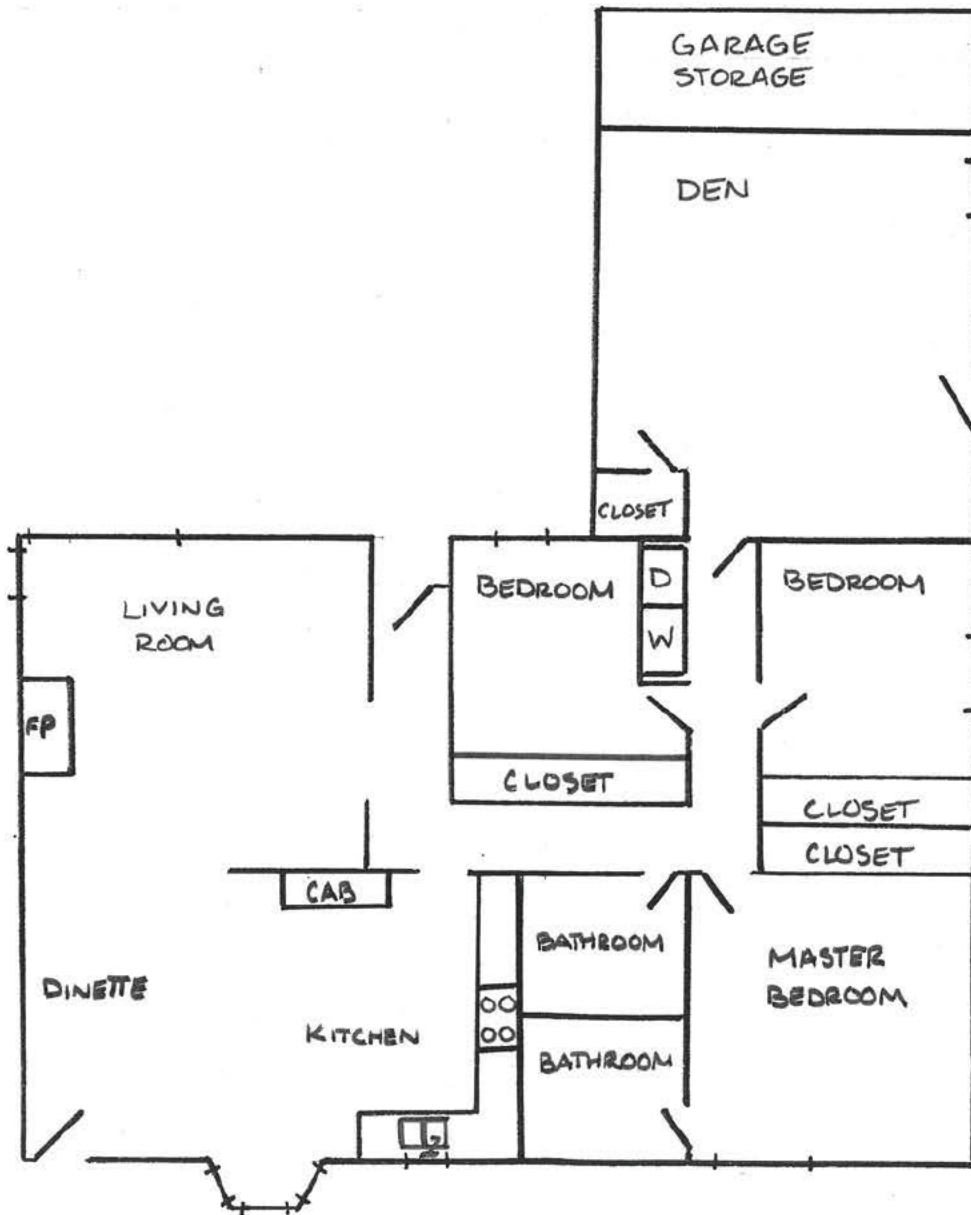 GARAGE
STORAGE
DEN
CLOSET
LIVING
ROOM
BEDROOM
D
W
BEDROOM
FP
CLOSET
CLOSET
CLOSET
CAB
DINETTE
KITCHEN
BATHROOM
MASTER
BEDROOM
BATHROOM